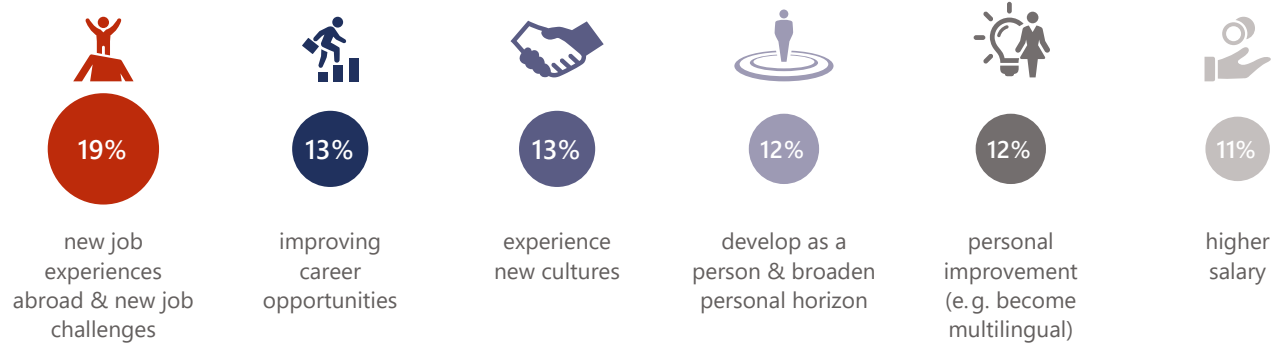 19%
13%
13%
12%
12%
11%
new job
experiences
abroad & new job
challenges
improving
career
opportunities
experience
new cultures
develop as a
person & broaden
personal horizon
personal
improvement
(e. g. become
multilingual)
higher
salary